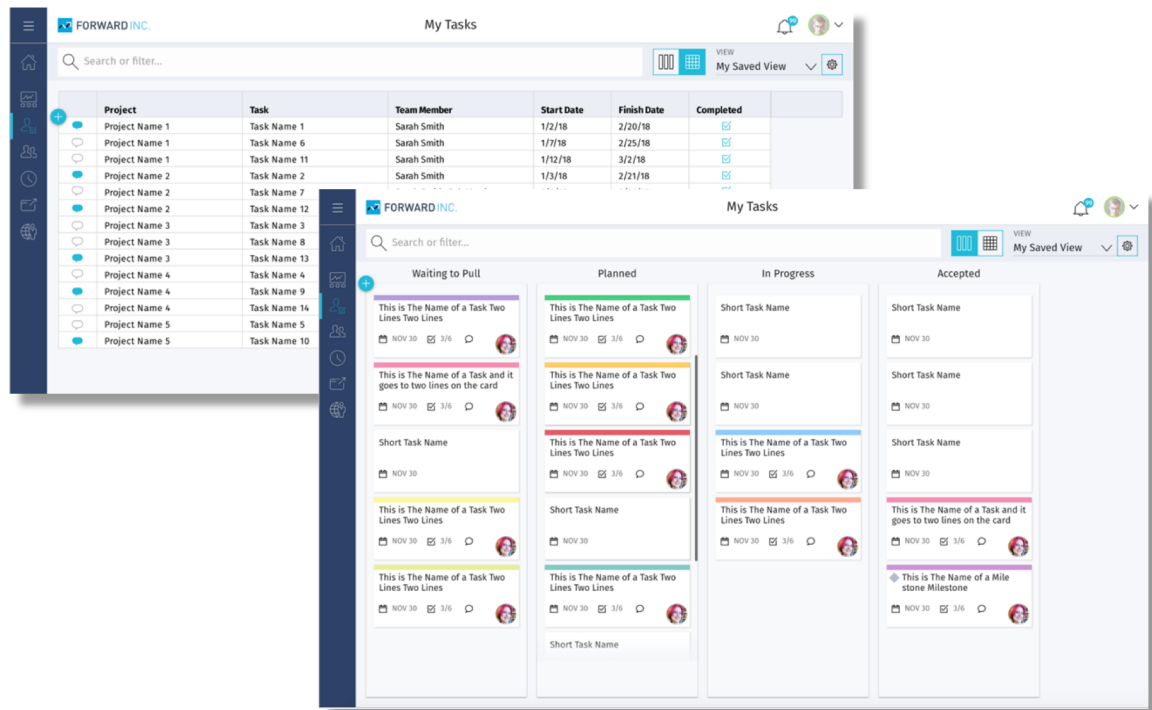 FORWARD INC.
My Tasks
99
Search or filter...
VIEW
My Saved View
Project Task Team Member Start Date Finish Date Completed
Project Name 1 Task Name 1 Sarah Smith 1/2/18 2/20/18
Project Name 1 Task Name 6 Sarah Smith 1/7/18 2/25/18
Project Name 1 Task Name 11 Sarah Smith 1/12/18 3/2/18
Project Name 2 Task Name 2 Sarah Smith 1/3/18 2/21/18
Project Name 2 Task Name 7
Project Name 2 Task Name 12
Project Name 3 Task Name 3
Project Name 3 Task Name 8
Project Name 3 Task Name 13
Project Name 4 Task Name 4
Project Name 4 Task Name 9
Project Name 4 Task Name 14
Project Name 5 Task Name 5
Project Name 5 Task Name 10
FORWARD INC.
My Tasks
99
Search or filter...
VIEW
My Saved View
Waiting to Pull
This is The Name of a Task Two
Lines Two Lines
NOV 30 3/6
This is The Name of a Task and it
goes to two lines on the card
NOV 30 3/6
Short Task Name
NOV 30
This is The Name of a Task Two
Lines Two Lines
NOV 30 3/6
This is The Name of a Task Two
Lines Two Lines
NOV 30 3/6
Planned
This is The Name of a Task Two
Lines Two Lines
NOV 30 3/6
This is The Name of a Task Two
Lines Two Lines
NOV 30 3/6
This is The Name of a Task Two
Lines Two Lines
NOV 30 3/6
Short Task Name
NOV 30
This is The Name of a Task Two
Lines Two Lines
NOV 30 3/6
Short Task Name
In Progress
Short Task Name
NOV 30
Short Task Name
NOV 30
This is The Name of a Task Two
Lines Two Lines
NOV 30 3/6
This is The Name of a Task Two
Lines Two Lines
NOV 30 3/6
Accepted
Short Task Name
NOV 30
Short Task Name
NOV 30
Short Task Name
NOV 30
This is The Name of a Task and it
goes to two lines on the card
NOV 30 3/6
This is The Name of a Mile
stone Milestone
NOV 30 3/6